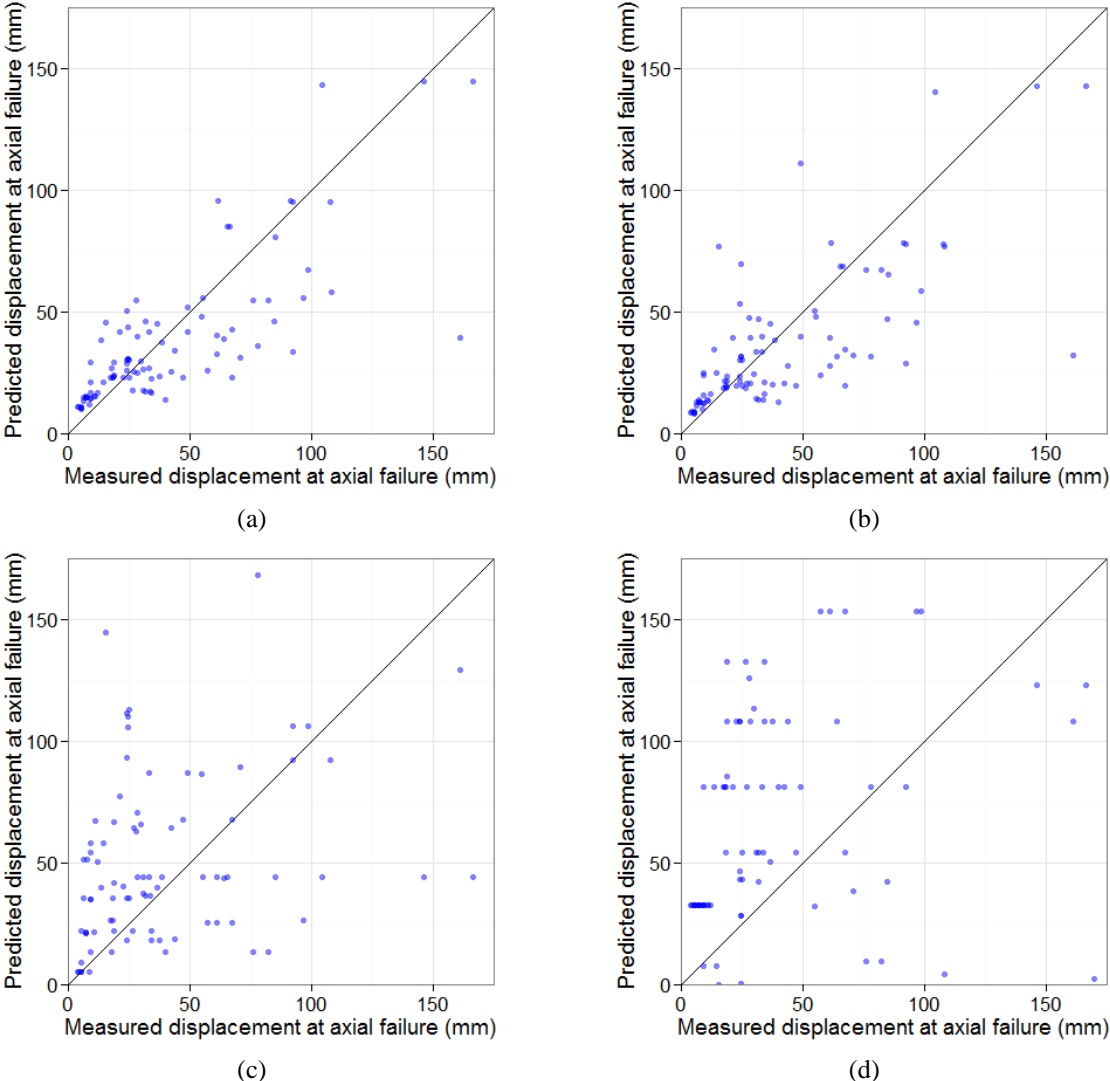 Predicted displacement at axial failure (mm)
150
100
50
0
0 50 100 150
Measured displacement at axial failure (mm)
(a)
Predicted displacement at axial failure (mm)
150
100
50
0
0 50 100 150
Measured displacement at axial failure (mm)
(b)
Predicted displacement at axial failure (mm)
150
100
50
0
0 50 100 150
Measured displacement at axial failure (mm)
(c)
Predicted displacement at axial failure (mm)
150
100
50
0
0 50 100 150
Measured displacement at axial failure (mm)
(d)